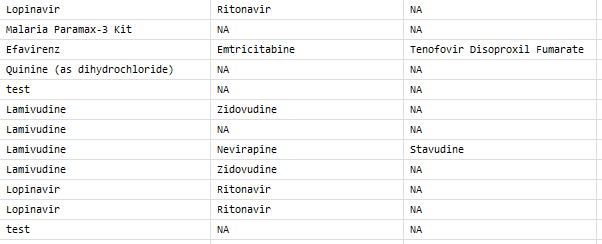 Lopinavir Ritonavir NA
Malaria Paramax-3 Kit NA NA
Efavirenz Emtricitabine Tenofovir Disoproxil Fumarate
Quinine (as dihydrochloride) NA NA
test NA NA
Lamivudine Zidovudine NA
Lamivudine NA NA
Lamivudine Nevirapine Stavudine
Lamivudine Zidovudine NA
Lopinavir Ritonavir NA
Lopinavir Ritonavir NA
test NA NA